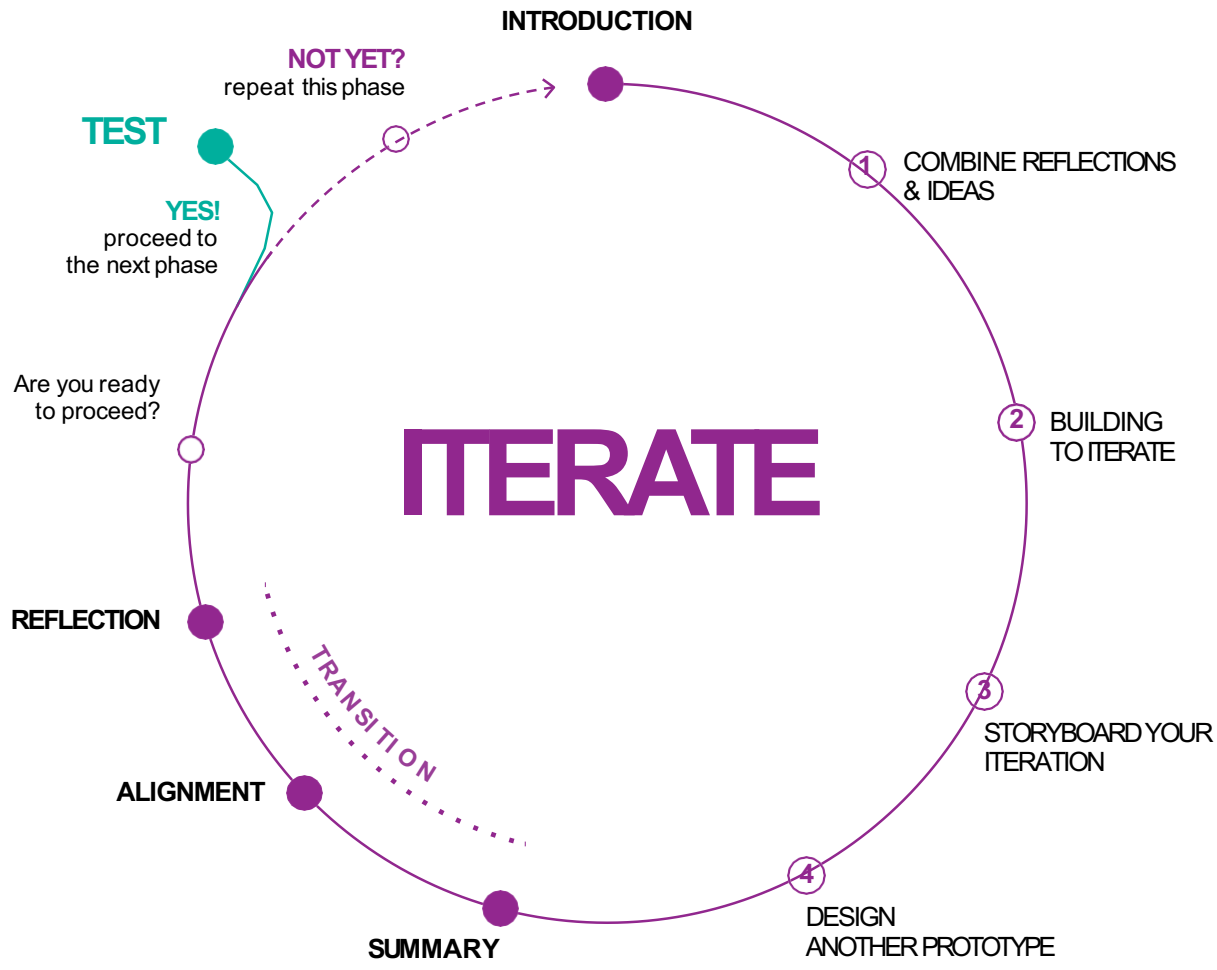 INTRODUCTION
NOT YET?
repeat this phase
TEST
YES!
proceed to
the next phase
1
COMBINE REFLECTIONS
& IDEAS
Are you ready
to proceed?
ITERATE
2
BUILDING
TO ITERATE
REFLECTION
TRANSITION
3
STORYBOARD YOUR
ITERATION
ALIGNMENT
4
DESIGN
ANOTHER PROTOTYPE
SUMMARY